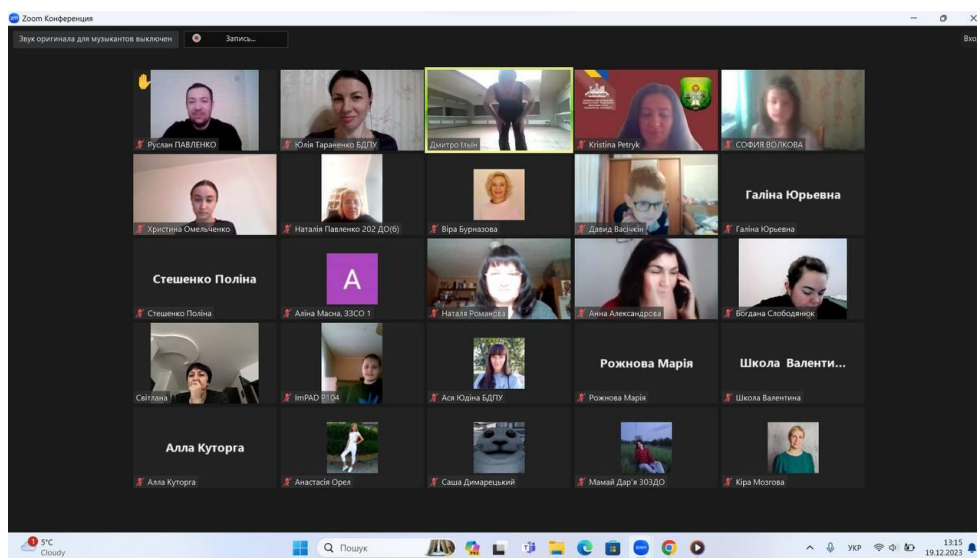 Zoom Конференция
Звук оригинала для музыкантов выключен
Запись...
Вхо
Руслан ПАВЛЕНКО
Юлія Тараненко БДПУ
Дмитро Ільїн
Kristina Petryk
СОФИЯ ВОЛКОВА
Христина Омельченко
Наталія Павленко 202 ДО(б)
Віра Бурназова
Давид Васічкін
Галіна Юрьевна
Галіна Юрьевна
Стешенко Поліна
Стешенко Поліна
A
Аліна Масна, ЗЗСО 1
Наталя Романова
Анна Александрова
Богдана Слободянюк
Світлана
ImPAD P104
Ася Юдіна БДПУ
Рожнова Марія
Рожнова Марія
Школа Валенти...
Школа Валентина
Алла Куторга
Алла Куторга
Анастасія Орел
Саша Димарецький
Мамай Дар'я 303ДО
Кіра Мозгова
1
5°C
Cloudy
Пошук
УКР
13:15
19.12.2023